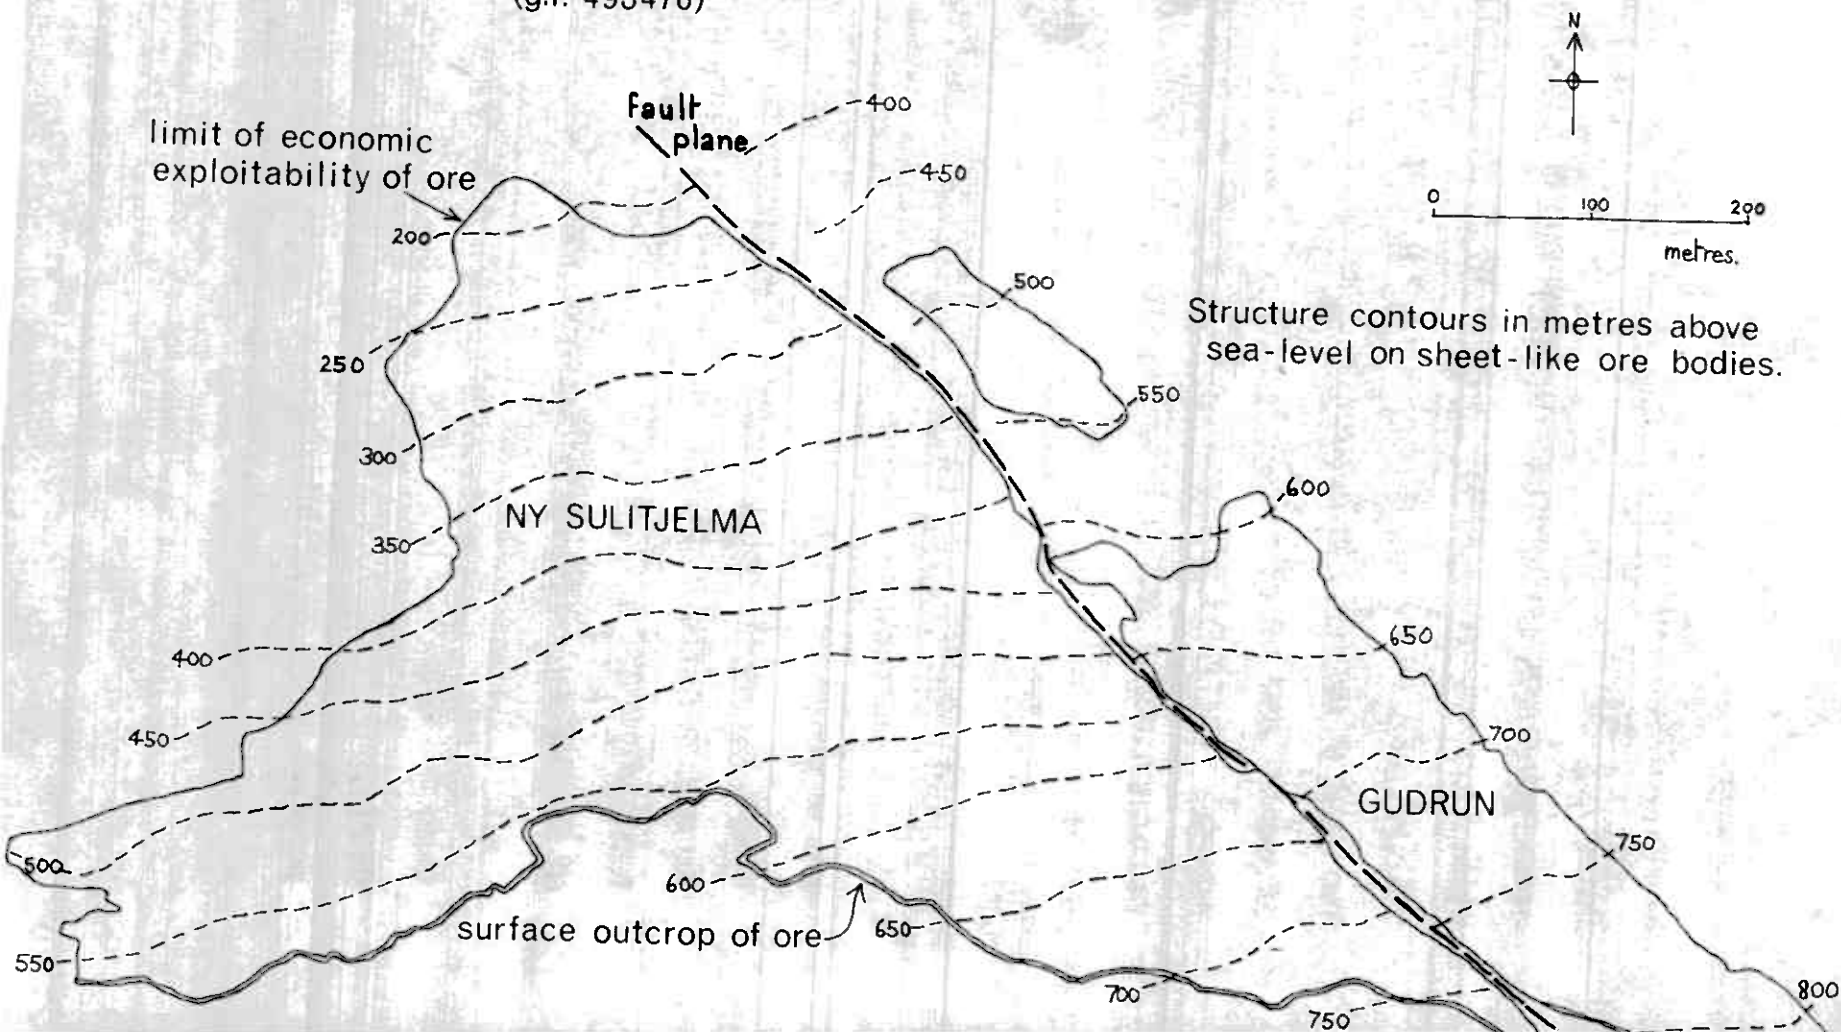 (g.r. 495476)
N
fault
plane
400
limit of economic
exploitability of ore
450
0 100 200
metres.
200
500
Structure contours in metres above
sea-level on sheet-like ore bodies.
250
550
300
600
NY SULITJELMA
350
650
400
450
700
GUDRUN
750
500
600
surface outcrop of ore
650
550
700
800
750